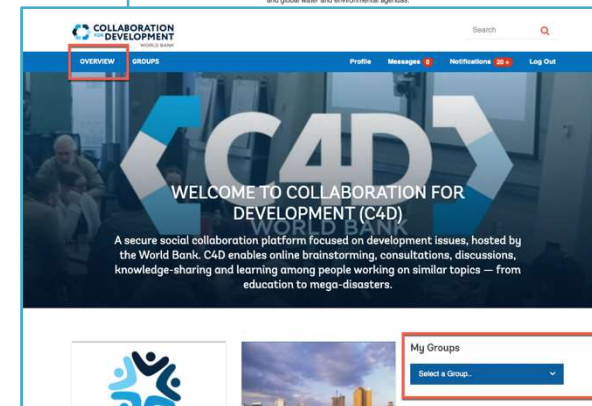 and global water and environmental agendas.
COLLABORATION
FOR DEVELOPMENT
WORLD BANK
Search
OVERVIEW GROUPS Profile Messages 0 Notifications 20+ Log Out
C4D
WORLD BANK
WELCOME TO COLLABORATION FOR
DEVELOPMENT (C4D)
A secure social collaboration platform focused on development issues, hosted by
the World Bank. C4D enables online brainstorming, consultations, discussions,
knowledge-sharing and learning among people working on similar topics — from
education to mega-disasters.
My Groups
Select a Group..